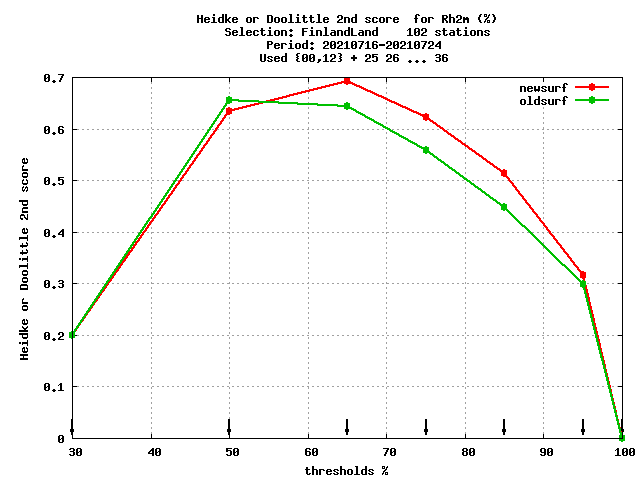 Heidke or Doolittle 2nd score  for Rh2m (%)
Selection: FinlandLand    102 stations
Period: 20210716-20210724
Used {00,12} + 25 26 ... 36
newsurf
oldsurf
Heidke or Doolittle 2nd score
0.7
0.6
0.5
0.4
0.3
0.2
0.1
0
30 40 50 60 70 80 90 100
thresholds %